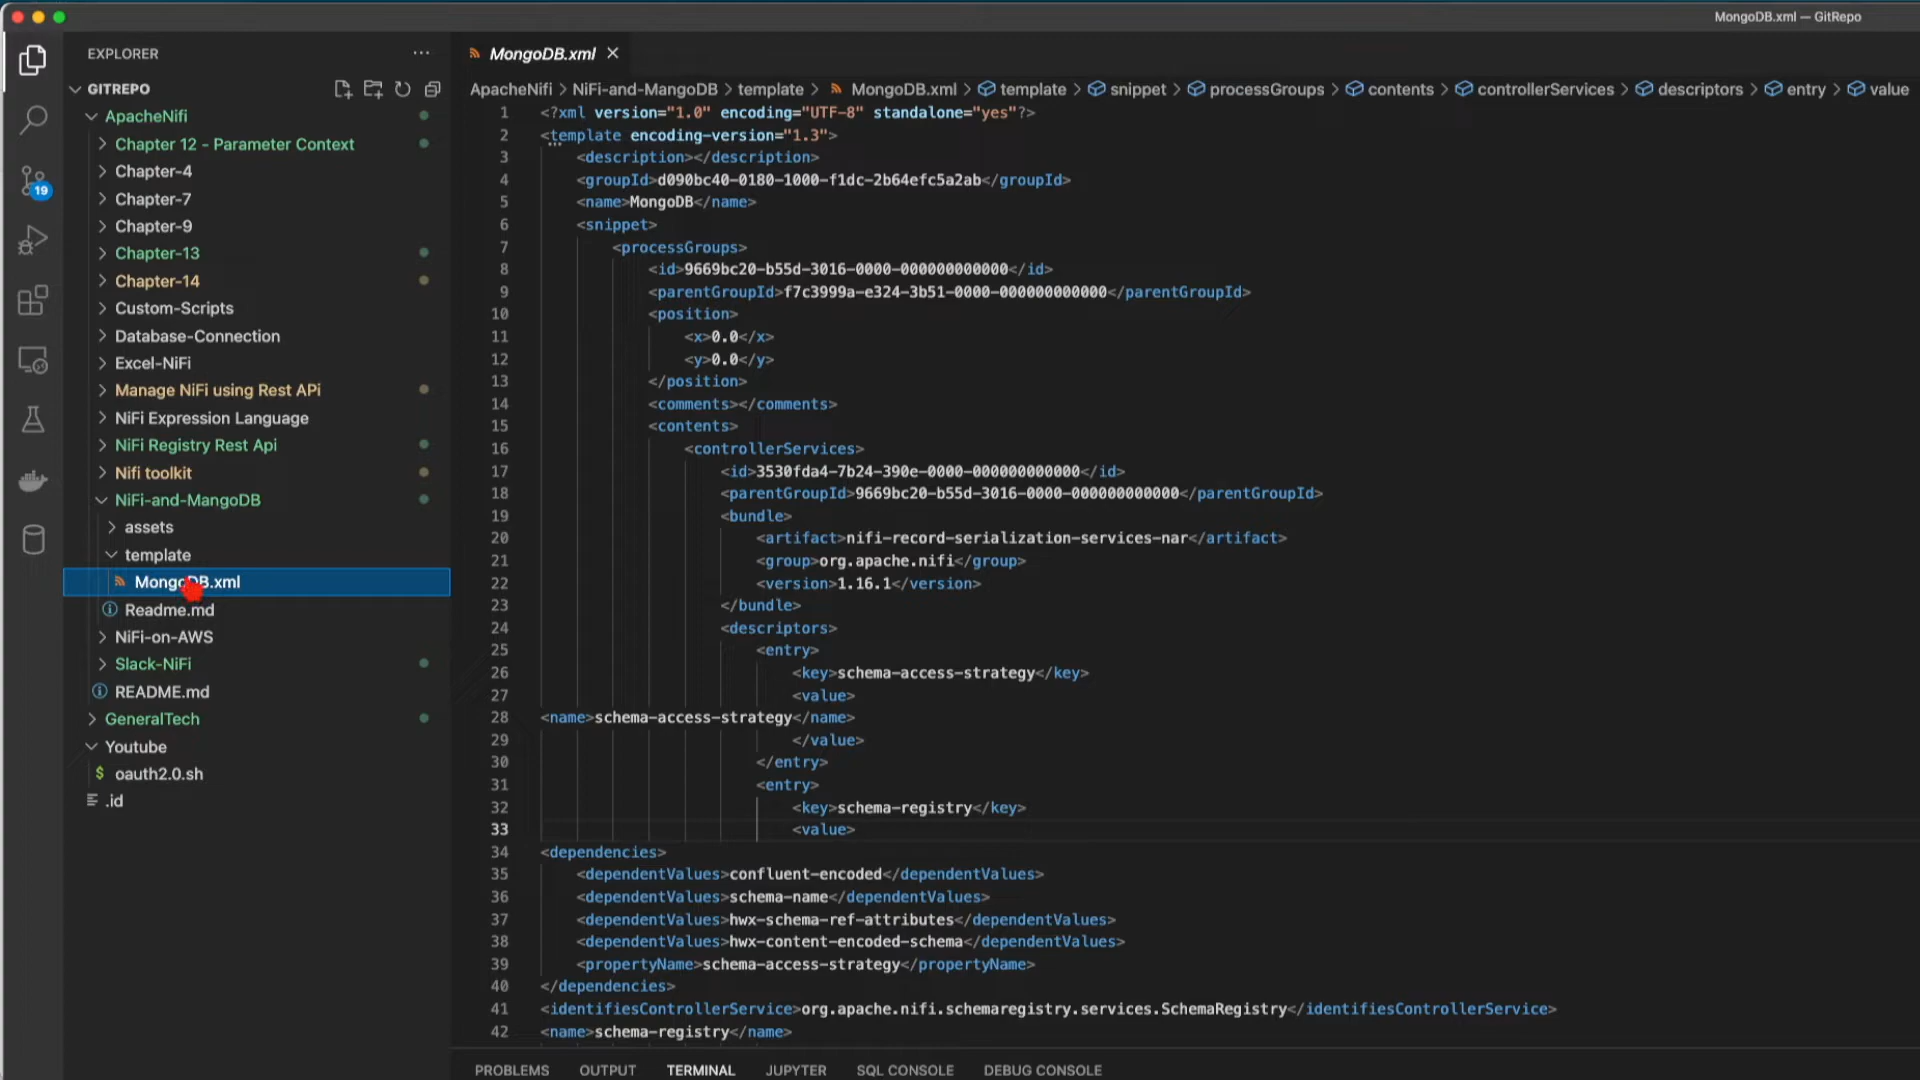 MongoDB.xml — GitRepo
EXPLORER
GITREPO
ApacheNifi
Chapter 12 - Parameter Context
Chapter-4
Chapter-7
Chapter-9
Chapter-13
Chapter-14
Custom-Scripts
Database-Connection
Excel-NiFi
Manage NiFi using Rest APi
NiFi Expression Language
NiFi Registry Rest Api
Nifi toolkit
NiFi-and-MangoDB
assets
template
MongoDB.xml
Readme.md
NiFi-on-AWS
Slack-NiFi
README.md
GeneralTech
Youtube
$ oauth2.0.sh
.id
19
MongoDB.xml
ApacheNifi > NiFi-and-MangoDB > template > MongoDB.xml > template > snippet > processGroups > contents > controllerServices > descriptors > entry > value
1 <?xml version="1.0" encoding="UTF-8" standalone="yes"?>
2 <template encoding-version="1.3">
3 <description></description>
4 <groupId>d090bc40-0180-1000-f1dc-2b64efc5a2ab</groupId>
5 <name>MongoDB</name>
6 <snippet>
7 <processGroups>
8 <id>9669bc20-b55d-3016-0000-000000000000</id>
9 <parentGroupId>f7c3999a-e324-3b51-0000-000000000000</parentGroupId>
10 <position>
11 <x>0.0</x>
12 <y>0.0</y>
13 </position>
14 <comments></comments>
15 <contents>
16 <controllerServices>
17 <id>3530fda4-7b24-390e-0000-000000000000</id>
18 <parentGroupId>9669bc20-b55d-3016-0000-000000000000</parentGroupId>
19 <bundle>
20 <artifact>nifi-record-serialization-services-nar</artifact>
21 <group>org.apache.nifi</group>
22 <version>1.16.1</version>
23 </bundle>
24 <descriptors>
25 <entry>
26 <key>schema-access-strategy</key>
27 <value>
28 <name>schema-access-strategy</name>
29 </value>
30 </entry>
31 <entry>
32 <key>schema-registry</key>
33 <value>
34 <dependencies>
35 <dependentValues>confluent-encoded</dependentValues>
36 <dependentValues>schema-name</dependentValues>
37 <dependentValues>hwx-schema-ref-attributes</dependentValues>
38 <dependentValues>hwx-content-encoded-schema</dependentValues>
39 <propertyName>schema-access-strategy</propertyName>
40 </dependencies>
41 <identifiesControllerService>org.apache.nifi.schemaregistry.services.SchemaRegistry</identifiesControllerService>
42 <name>schema-registry</name>
PROBLEMS OUTPUT TERMINAL JUPYTER SQL CONSOLE DEBUG CONSOLE